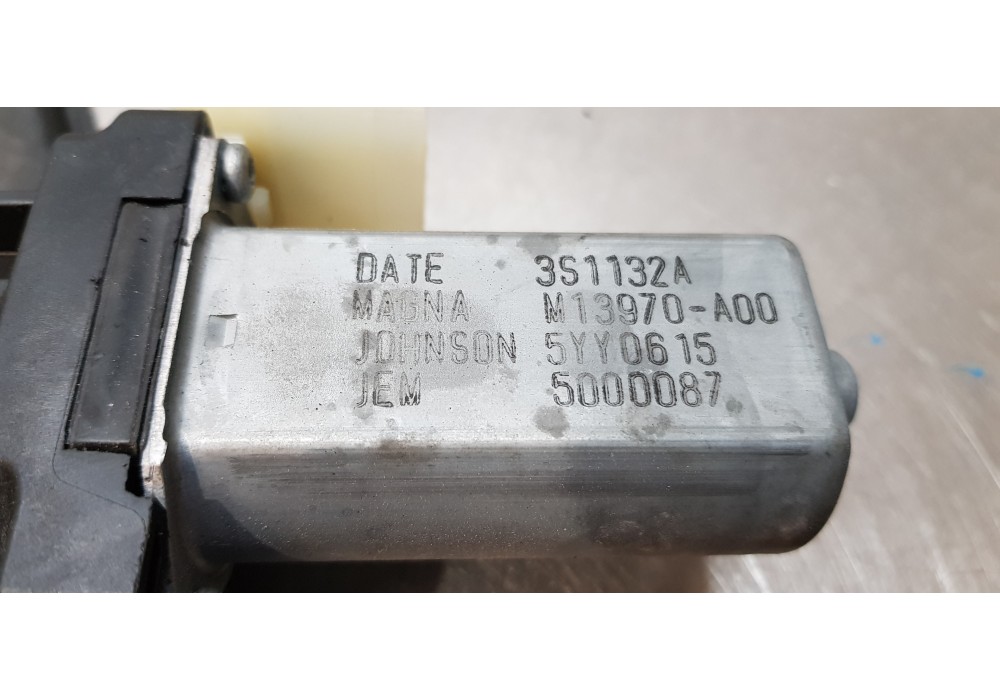 DATE 3S1132A
MAGNA M13970-A00
JOHNSON 5YY0615
JEM 5000087